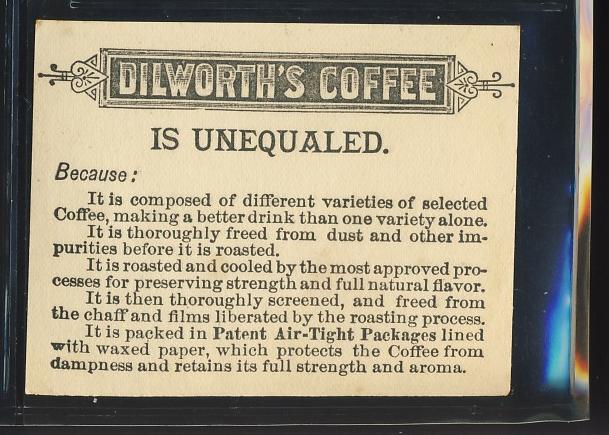 DILWORTH'S COFFEE
IS UNEQUALED.
Because:
It is composed of different varieties of selected
Coffee, making a better drink than one variety alone.
It is thoroughly freed from dust and other im-
purities before it is roasted.
It is roasted and cooled by the most approved pro-
cesses for preserving strength and full natural flavor.
It is then thoroughly screened, and freed from
the chaff and films liberated by the roasting process.
It is packed in Patent Air-Tight Packages lined
with waxed paper, which protects the Coffee from
dampness and retains its full strength and aroma.